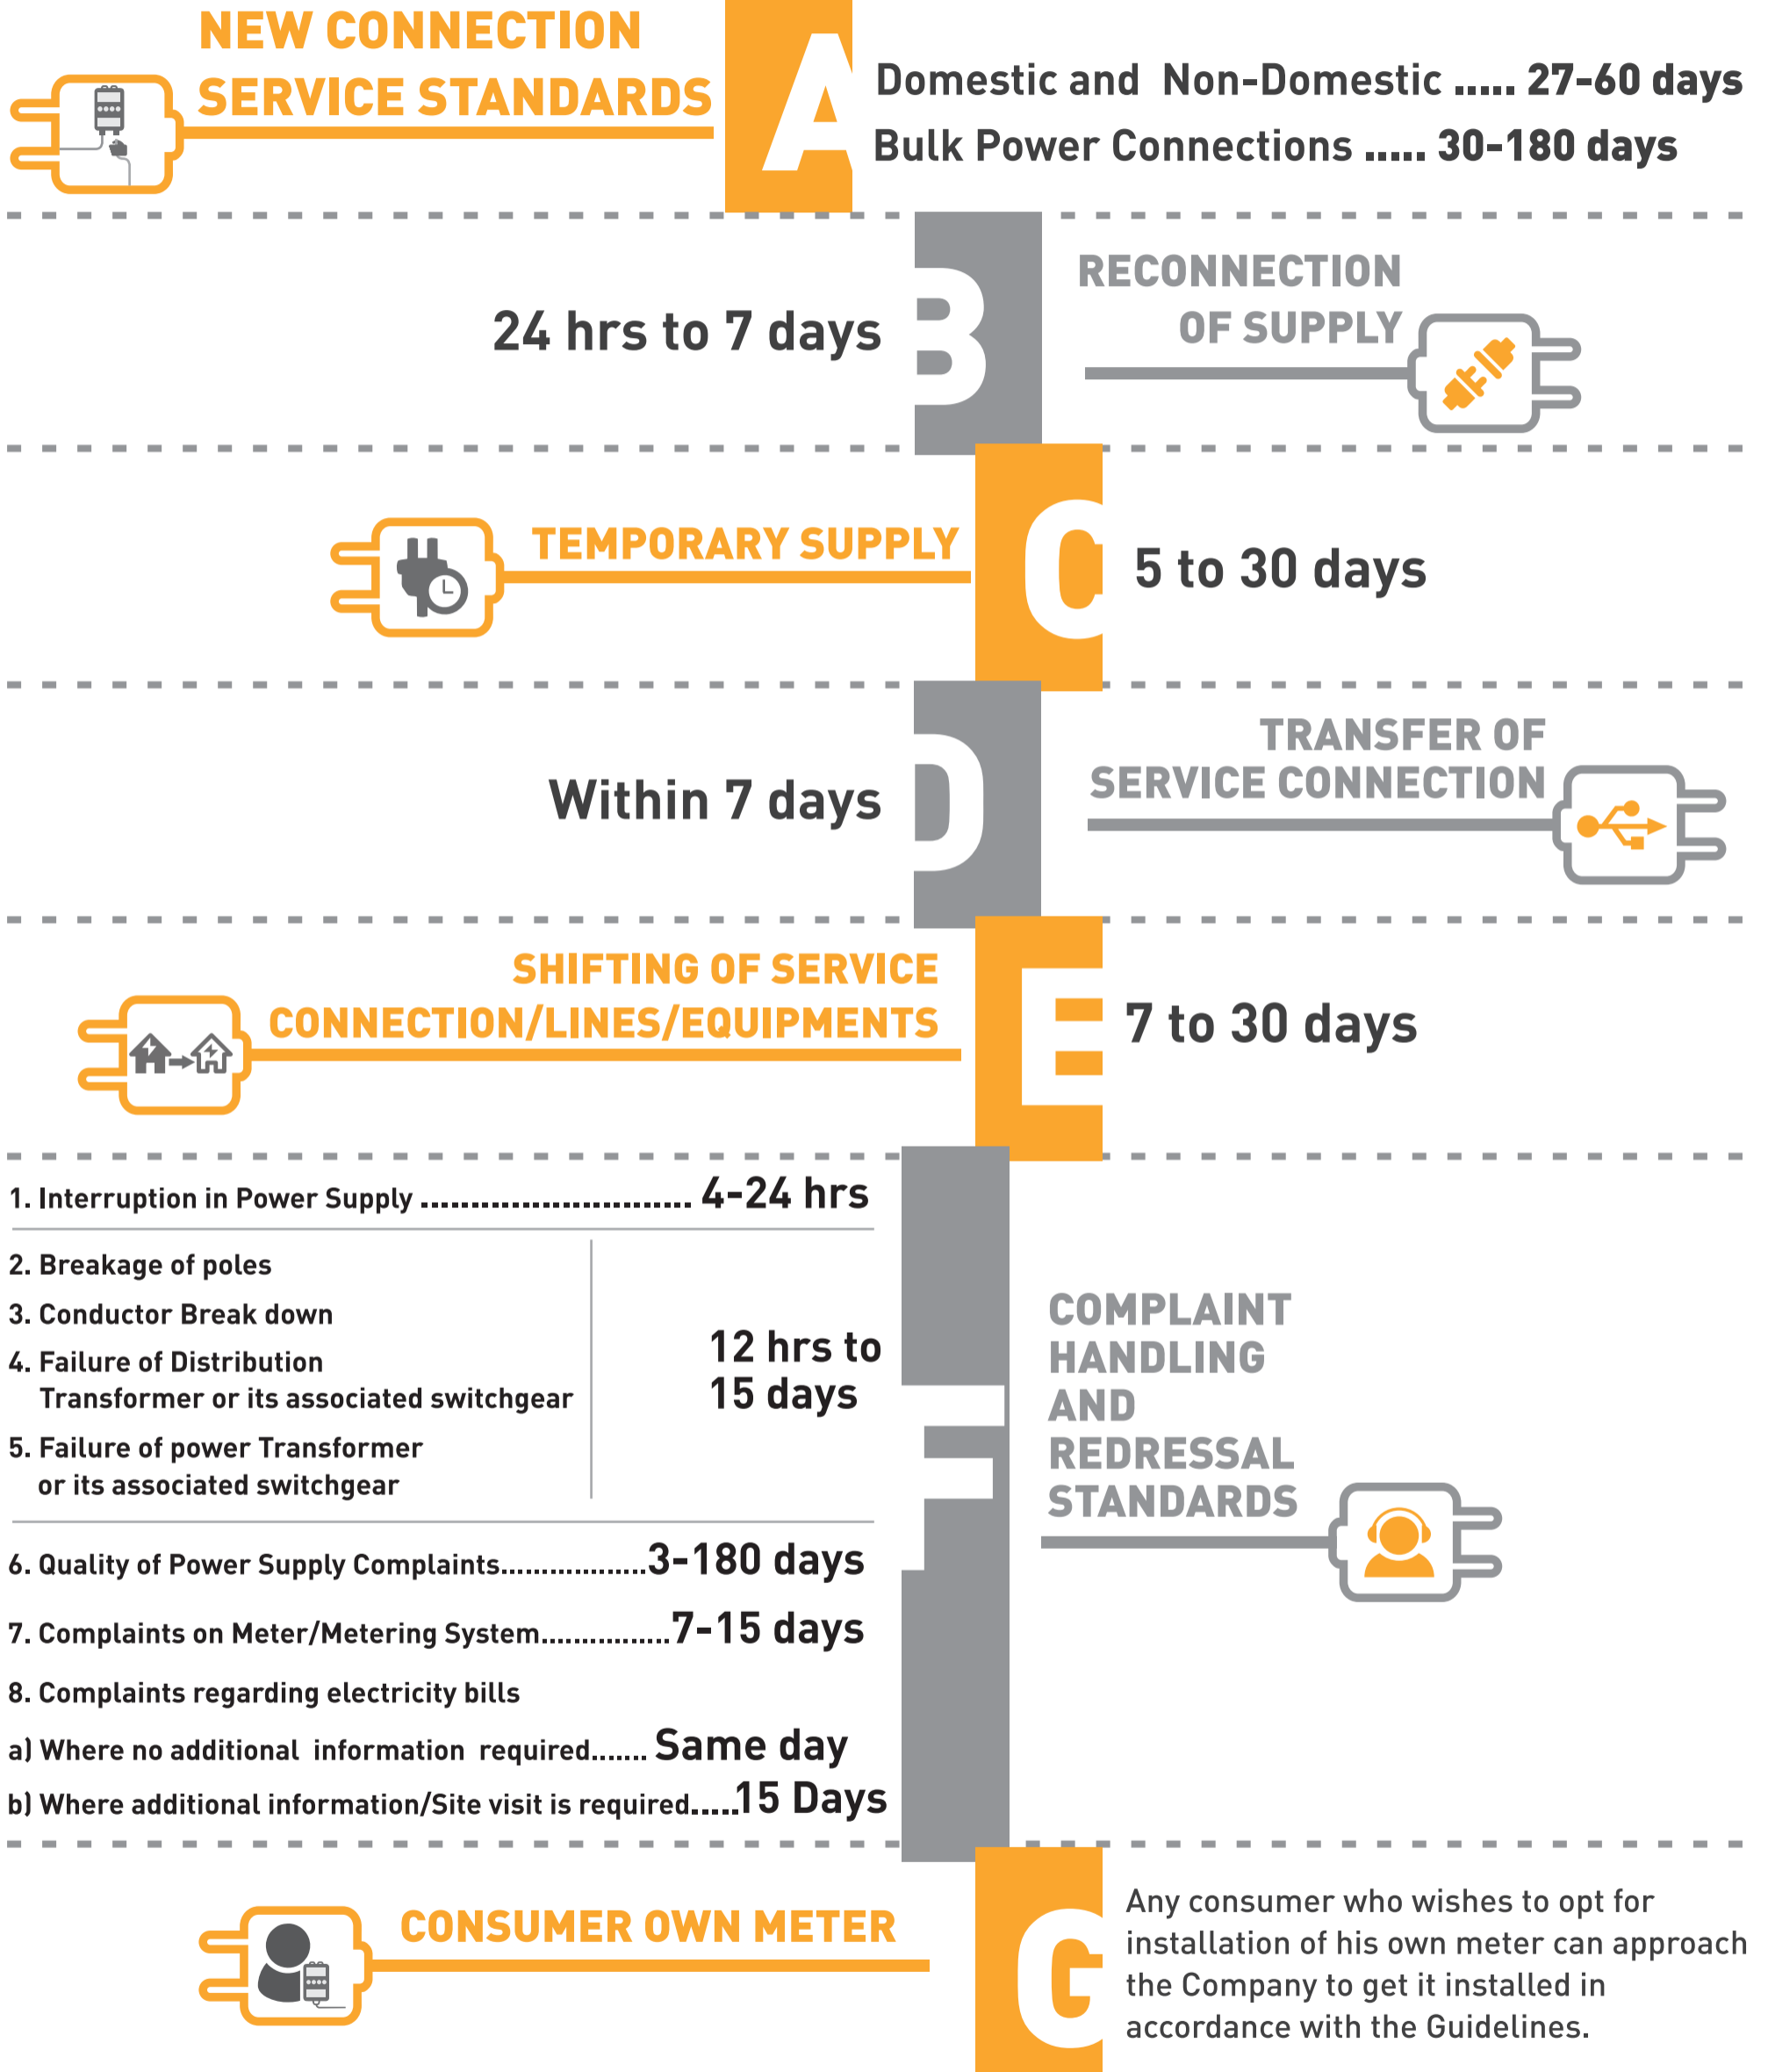 NEW CONNECTION
SERVICE STANDARDS
A
Domestic and Non-Domestic ..... 27-60 days
Bulk Power Connections ..... 30-180 days
24 hrs to 7 days
B
RECONNECTION
OF SUPPLY
TEMPORARY SUPPLY
C
5 to 30 days
Within 7 days
D
TRANSFER OF
SERVICE CONNECTION
SHIFTING OF SERVICE
CONNECTION/LINES/EQUIPMENTS
E
7 to 30 days
1. Interruption in Power Supply ........................... 4-24 hrs
2. Breakage of poles
3. Conductor Break down
4. Failure of Distribution
Transformer or its associated switchgear
5. Failure of power Transformer
or its associated switchgear
12 hrs to
15 days
6. Quality of Power Supply Complaints..................3-180 days
7. Complaints on Meter/Metering System................7-15 days
8. Complaints regarding electricity bills
a) Where no additional information required....... Same day
b) Where additional information/Site visit is required.....15 Days
F
COMPLAINT
HANDLING
AND
REDRESSAL
STANDARDS
CONSUMER OWN METER
G
Any consumer who wishes to opt for
installation of his own meter can approach
the Company to get it installed in
accordance with the Guidelines.